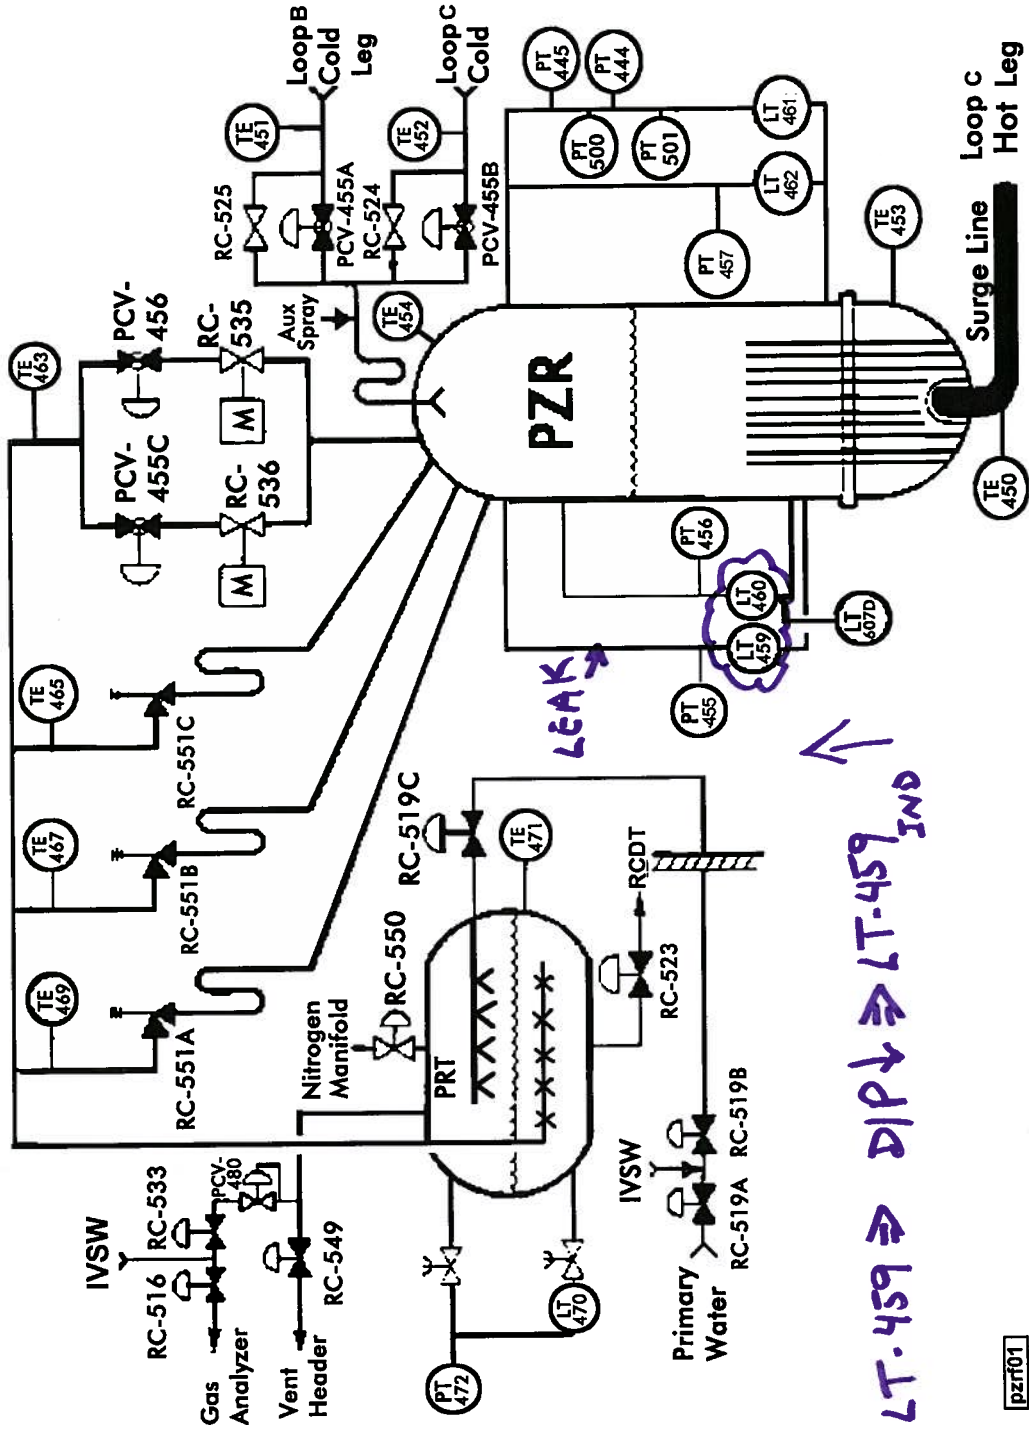 Loop B
Cold
Leg
Loop C
Cold
TE
451
TE
452
RC-525
PCV-455A
RC-524
PCV-455B
Aux
Spray
TE
454
PT
445
PT
444
PT
500
PT
501
LT
461
LT
462
PT
457
TE
453
Loop C
Hot Leg
Surge Line
TE
450
PZR
TE
463
PCV-
456
PCV-
455C
RC-
535
RC-
536
M
M
TE
465
RC-551C
TE
467
RC-551B
TE
469
RC-551A
PT
456
LT
460
LT
459
LT
607D
PT
455
LEAK
RC-519C
TE
471
RC-550
Nitrogen
Manifold
PRT
RCDT
RC-523
IVSW
RC-533
PCV-
480
RC-516
RC-549
Gas
Analyzer
Vent
Header
LT
470
PT
472
IVSW
RC-519B
RC-519A
Primary
Water
LT-459 ⇒ D/P ↓ ⇒ LT-459 IND ↑
pzrf01